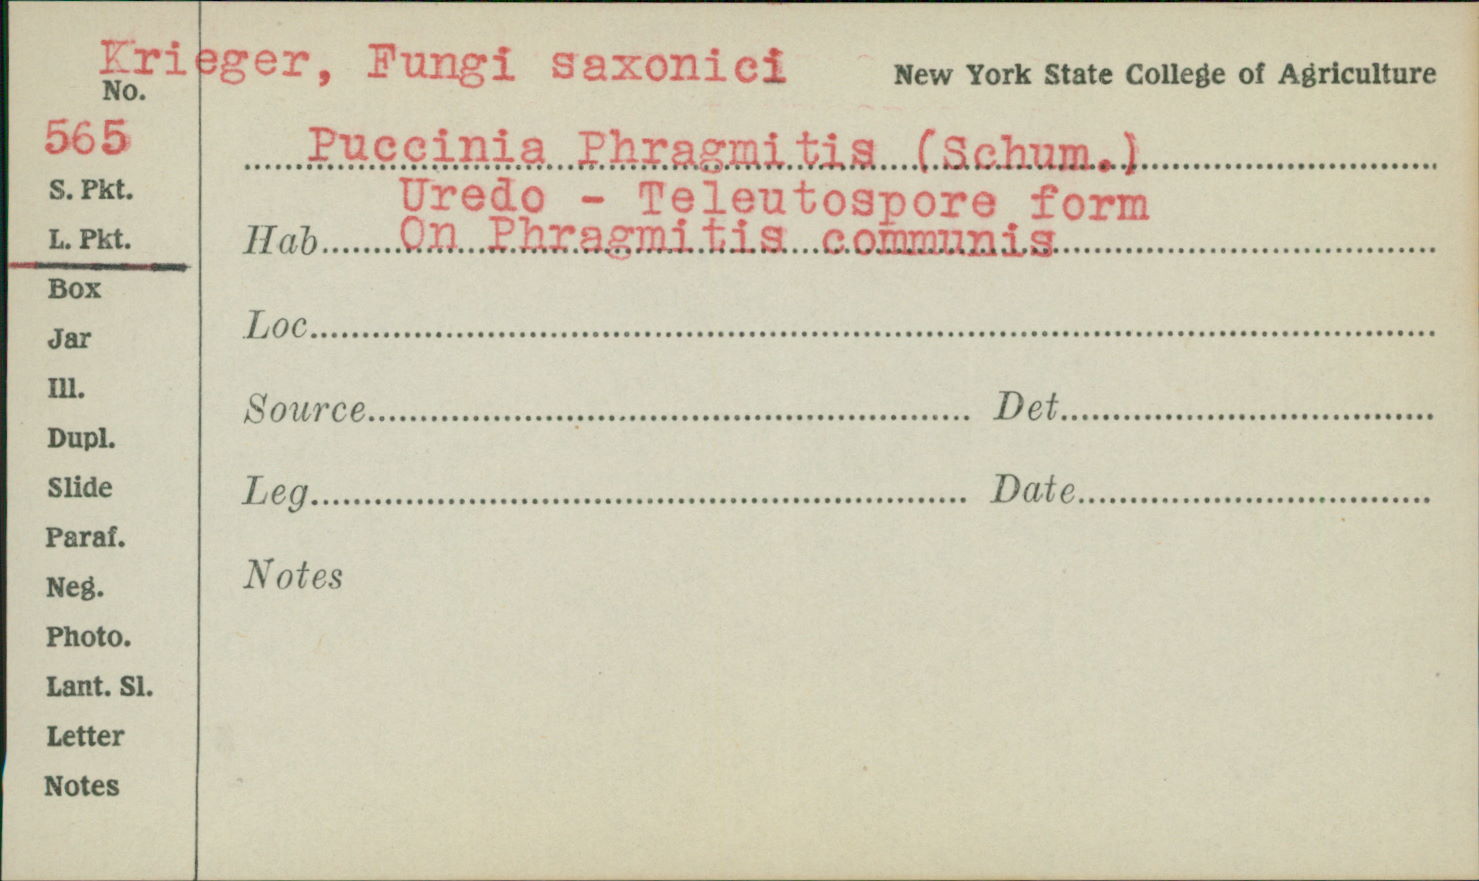 Krieger, Fungi saxonici
New York State College of Agriculture
No.
565
Puccinia Phragmitis (Schum.)
Uredo - Teleutospore form
Hab. On Phragmitis communis
Loc.
Source Det.
Leg. Date
Notes
S. Pkt.
L. Pkt.
Box
Jar
Ill.
Dupl.
Slide
Paraf.
Neg.
Photo.
Lant. Sl.
Letter
Notes